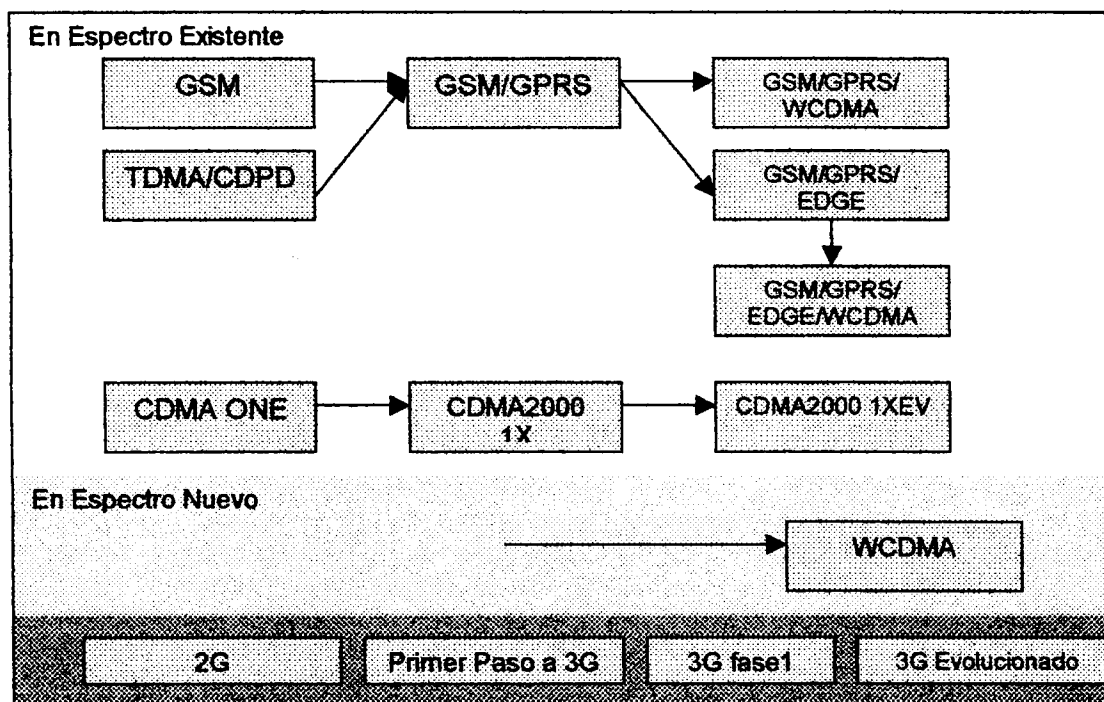 En Espectro Existente
GSM
GSM/GPRS
GSM/GPRS/
WCDMA
TDMA/CDPD
GSM/GPRS/
EDGE
GSM/GPRS/
EDGE/WCDMA
CDMA ONE
CDMA2000
1X
CDMA2000 1XEV
En Espectro Nuevo
WCDMA
2G
Primer Paso a 3G
3G fase1
3G Evolucionado